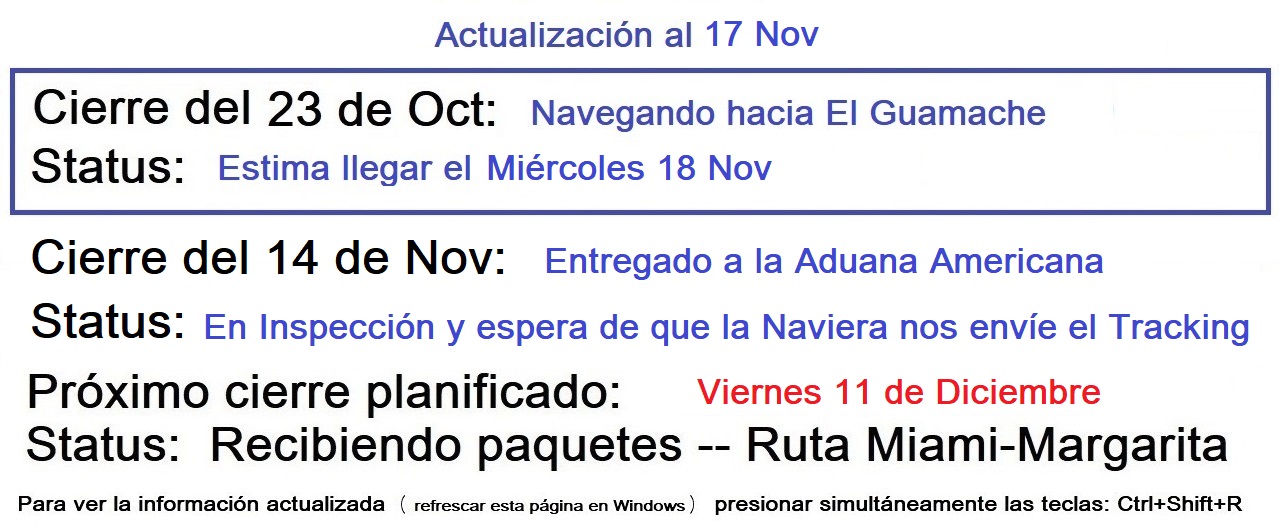 Actualización al 17 Nov
Cierre del 23 de Oct: Navegando hacia El Guamache
Status: Estima llegar el Miércoles 18 Nov
Cierre del 14 de Nov: Entregado a la Aduana Americana
Status: En Inspección y espera de que la Naviera nos envíe el Tracking
Próximo cierre planificado: Viernes 11 de Diciembre
Status: Recibiendo paquetes -- Ruta Miami-Margarita
Para ver la información actualizada ( refrescar esta página en Windows ) presionar simultáneamente las teclas: Ctrl+Shift+R